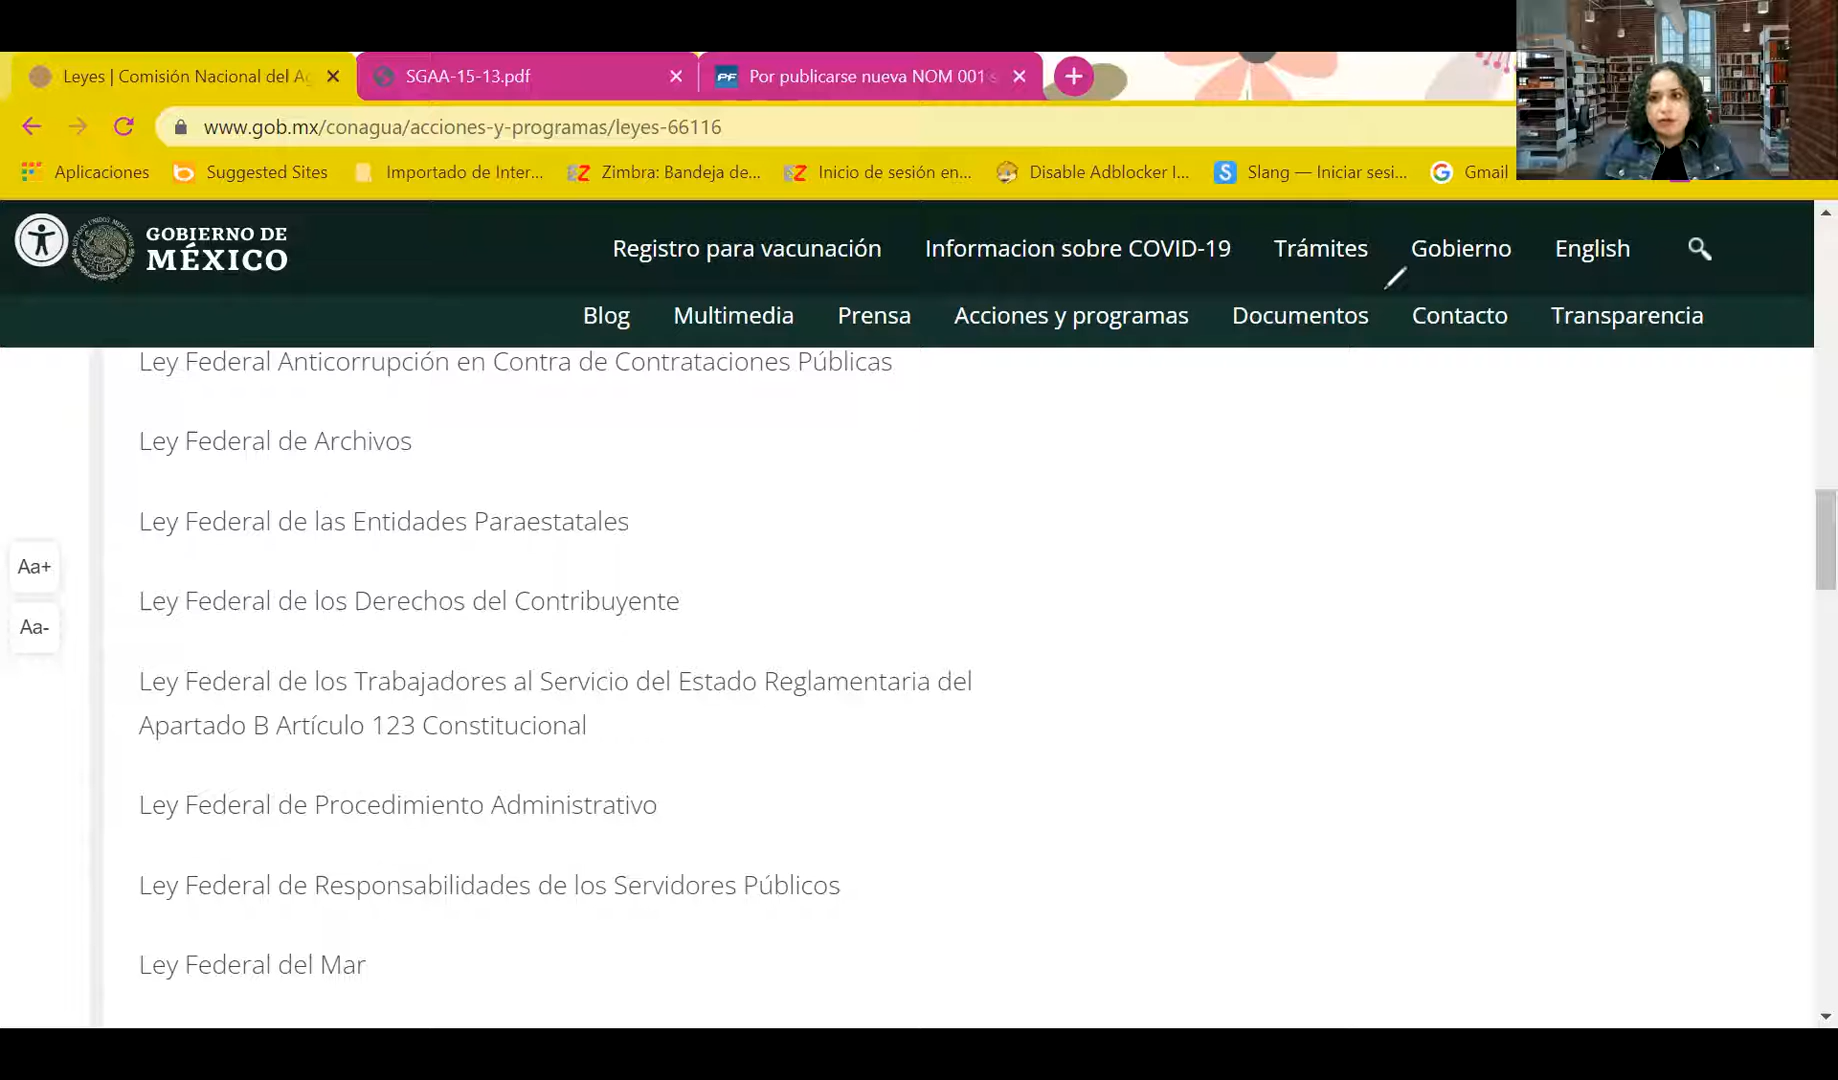 Leyes | Comisión Nacional del Ag
SGAA-15-13.pdf
PF Por publicarse nueva NOM 001 s
www.gob.mx/conagua/acciones-y-programas/leyes-66116
Aplicaciones
Suggested Sites
Importado de Inter...
Zimbra: Bandeja de...
Inicio de sesión en...
Disable Adblocker I...
S Slang — Iniciar sesi...
Gmail
GOBIERNO DE
MÉXICO
Registro para vacunación
Informacion sobre COVID-19
Trámites
Gobierno
English
Blog
Multimedia
Prensa
Acciones y programas
Documentos
Contacto
Transparencia
Ley Federal Anticorrupción en Contra de Contrataciones Públicas
Ley Federal de Archivos
Ley Federal de las Entidades Paraestatales
Aa+
Ley Federal de los Derechos del Contribuyente
Aa-
Ley Federal de los Trabajadores al Servicio del Estado Reglamentaria del
Apartado B Artículo 123 Constitucional
Ley Federal de Procedimiento Administrativo
Ley Federal de Responsabilidades de los Servidores Públicos
Ley Federal del Mar